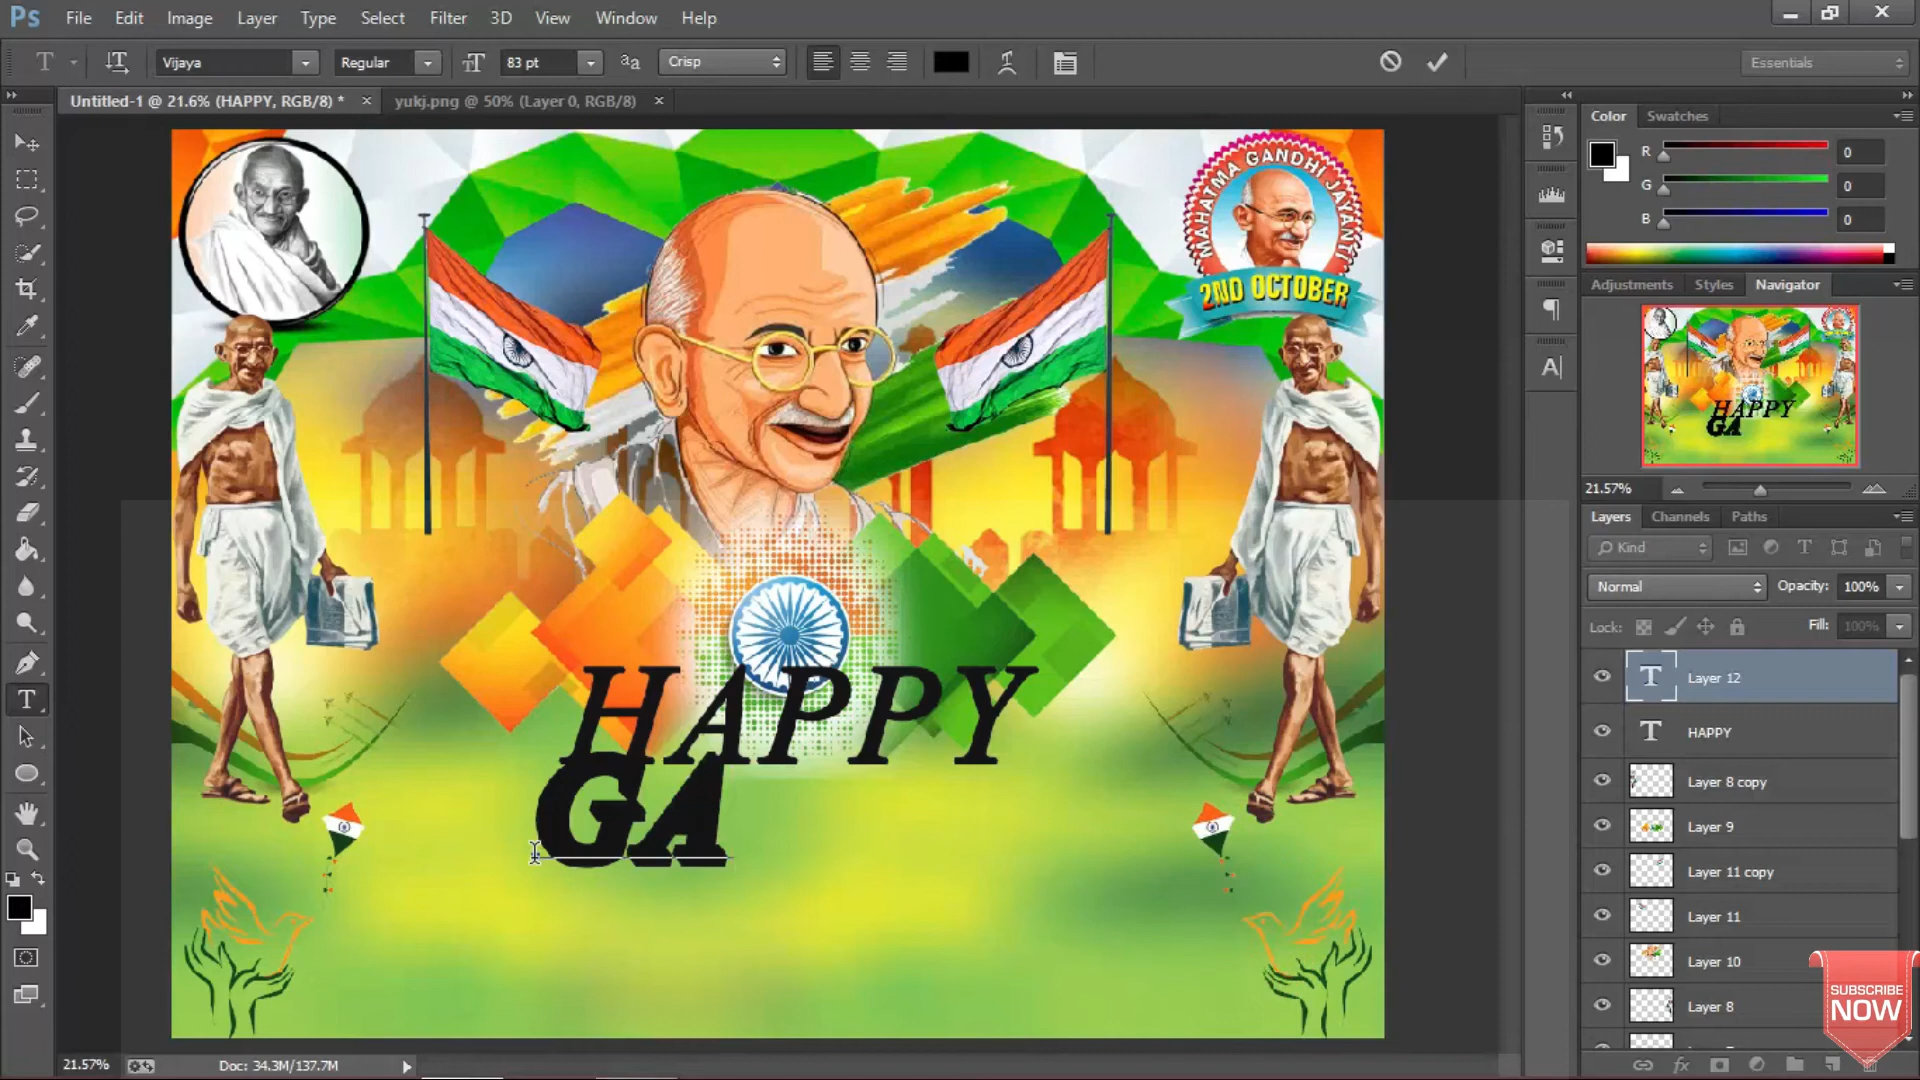 Ps File Edit Image Layer Type Select Filter 3D View Window Help
T Vijaya Regular 83 pt Crisp Essentials
Untitled-1 @ 21.6% (HAPPY, RGB/8) * × yukj.png @ 50% (Layer 0, RGB/8) ×
Color Swatches
R 0
G 0
B 0
MAHATMA GANDHI JAYANTI
2ND OCTOBER
Adjustments Styles Navigator
HAPPY
GA
21.57%
Layers Channels Paths
Kind
Normal Opacity: 100%
Lock: Fill: 100%
Layer 12
HAPPY
Layer 8 copy
Layer 9
Layer 11 copy
Layer 11
Layer 10
Layer 8
HAPPY
GA
SUBSCRIBE
NOW
21.57% Doc: 34.3M/137.7M